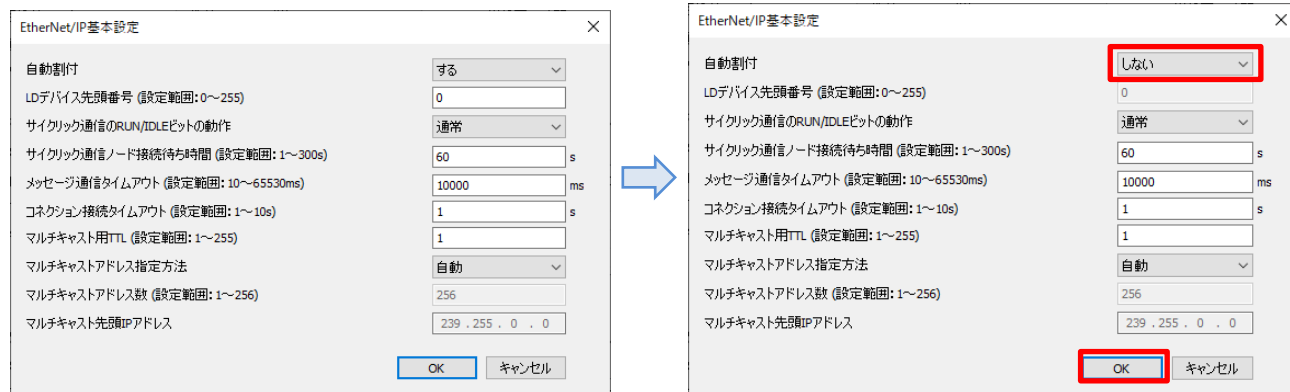 EtherNet/IP基本設定
自動割付 する
LDデバイス先頭番号 (設定範囲:0～255) 0
サイクリック通信のRUN/IDLEビットの動作 通常
サイクリック通信ノード接続待ち時間 (設定範囲:1～300s) 60 s
メッセージ通信タイムアウト (設定範囲:10～65530ms) 10000 ms
コネクション接続タイムアウト (設定範囲:1～10s) 1 s
マルチキャスト用TTL (設定範囲:1～255) 1
マルチキャストアドレス指定方法 自動
マルチキャストアドレス数 (設定範囲:1～256) 256
マルチキャスト先頭IPアドレス 239 . 255 . 0 . 0
OK キャンセル
EtherNet/IP基本設定
自動割付 しない
LDデバイス先頭番号 (設定範囲:0～255) 0
サイクリック通信のRUN/IDLEビットの動作 通常
サイクリック通信ノード接続待ち時間 (設定範囲:1～300s) 60 s
メッセージ通信タイムアウト (設定範囲:10～65530ms) 10000 ms
コネクション接続タイムアウト (設定範囲:1～10s) 1 s
マルチキャスト用TTL (設定範囲:1～255) 1
マルチキャストアドレス指定方法 自動
マルチキャストアドレス数 (設定範囲:1～256) 256
マルチキャスト先頭IPアドレス 239 . 255 . 0 . 0
OK キャンセル